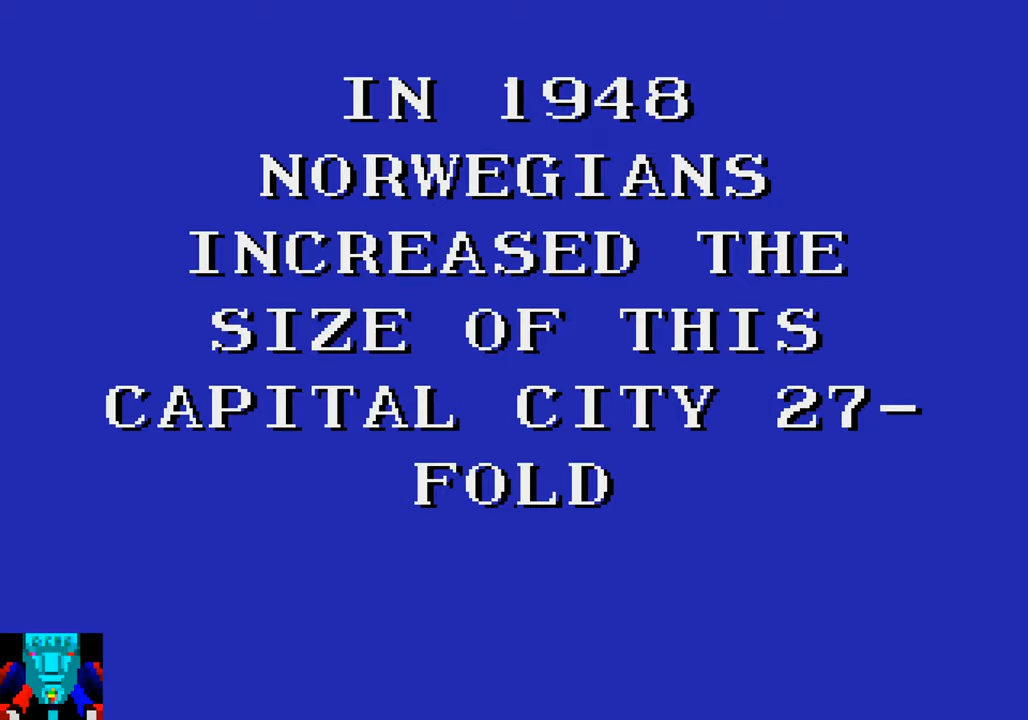 IN 1948
NORWEGIANS
INCREASED THE
SIZE OF THIS
CAPITAL CITY 27-
FOLD